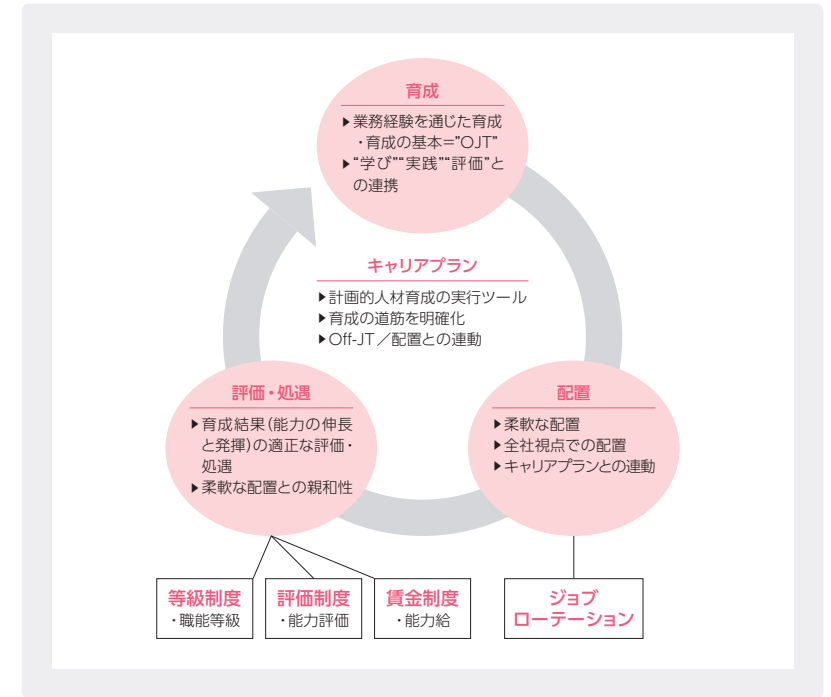 育成
▶業務経験を通じた育成
・育成の基本=”OJT”
▶“学び”“実践”“評価”と
の連携
キャリアプラン
▶計画的人材育成の実行ツール
▶育成の道筋を明確化
▶Off-JT／配置との連動
評価・処遇
▶育成結果(能力の伸長
と発揮)の適正な評価・
処遇
▶柔軟な配置との親和性
配置
▶柔軟な配置
▶全社視点での配置
▶キャリアプランとの連動
等級制度
・職能等級
評価制度
・能力評価
賃金制度
・能力給
ジョブ
ローテーション